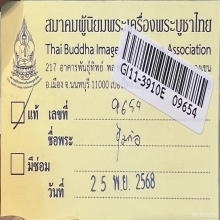 สมาคมผู้นิยมพระเครื่องพระบูชาไทย
Thai Buddha Image Association
217 อาคารพันธุ์ทิพย์
อ.เมือง จ.นนทบุรี 11000
G111-3910E 09654
แท้ เลขที่ 9654
ชื่อพระ
มีซ่อม
วันที่ 25 พ.ย. 2568